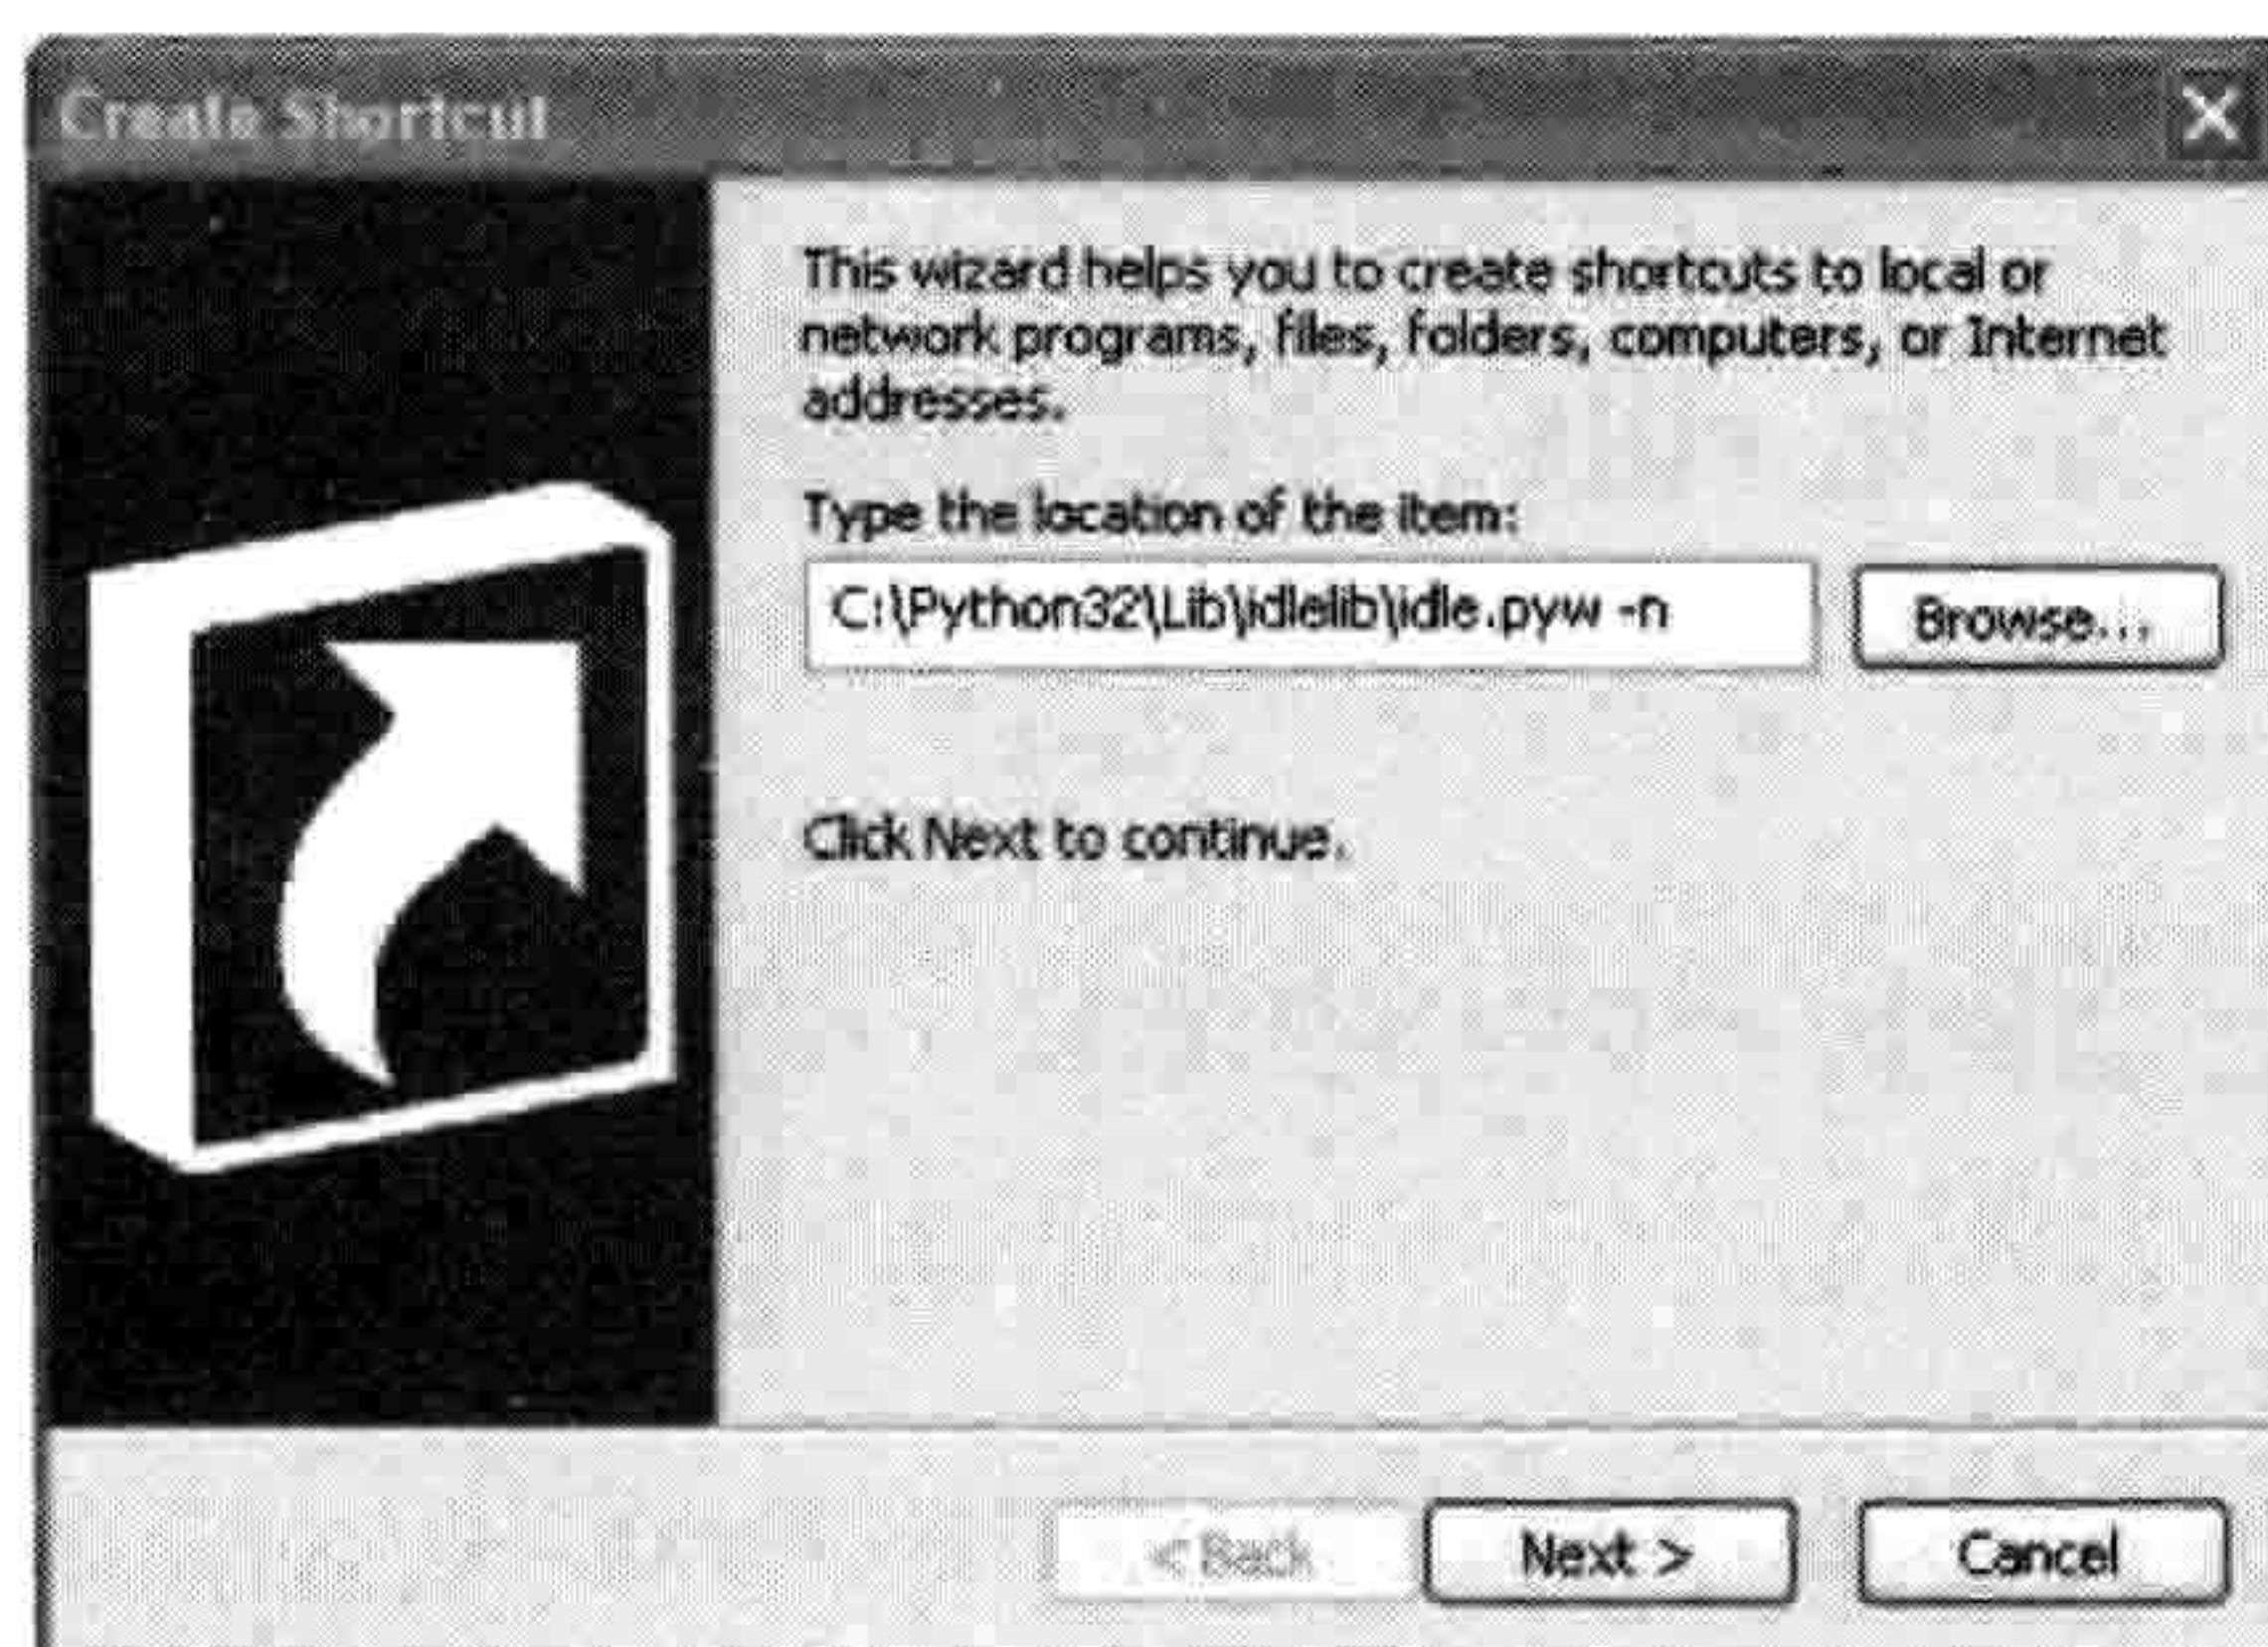 Create Shortcut
This wizard helps you to create shortcuts to local or
network programs, files, folders, computers, or Internet
addresses.
Type the location of the item:
C:\Python32\Lib\idlelib\idle.pyw -n
Browse...
Click Next to continue.
< Back
Next >
Cancel